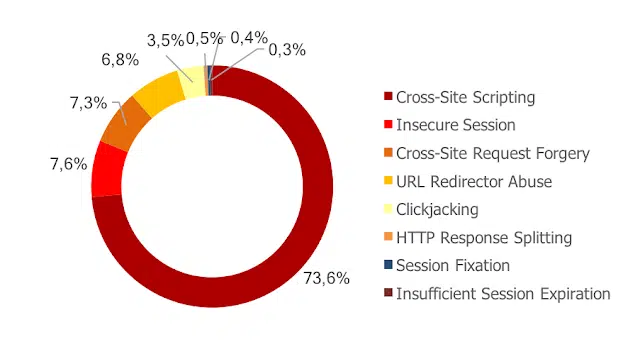 3,5%
0,5%
0,4%
0,3%
6,8%
7,3%
7,6%
73,6%
Cross-Site Scripting
Insecure Session
Cross-Site Request Forgery
URL Redirector Abuse
Clickjacking
HTTP Response Splitting
Session Fixation
Insufficient Session Expiration